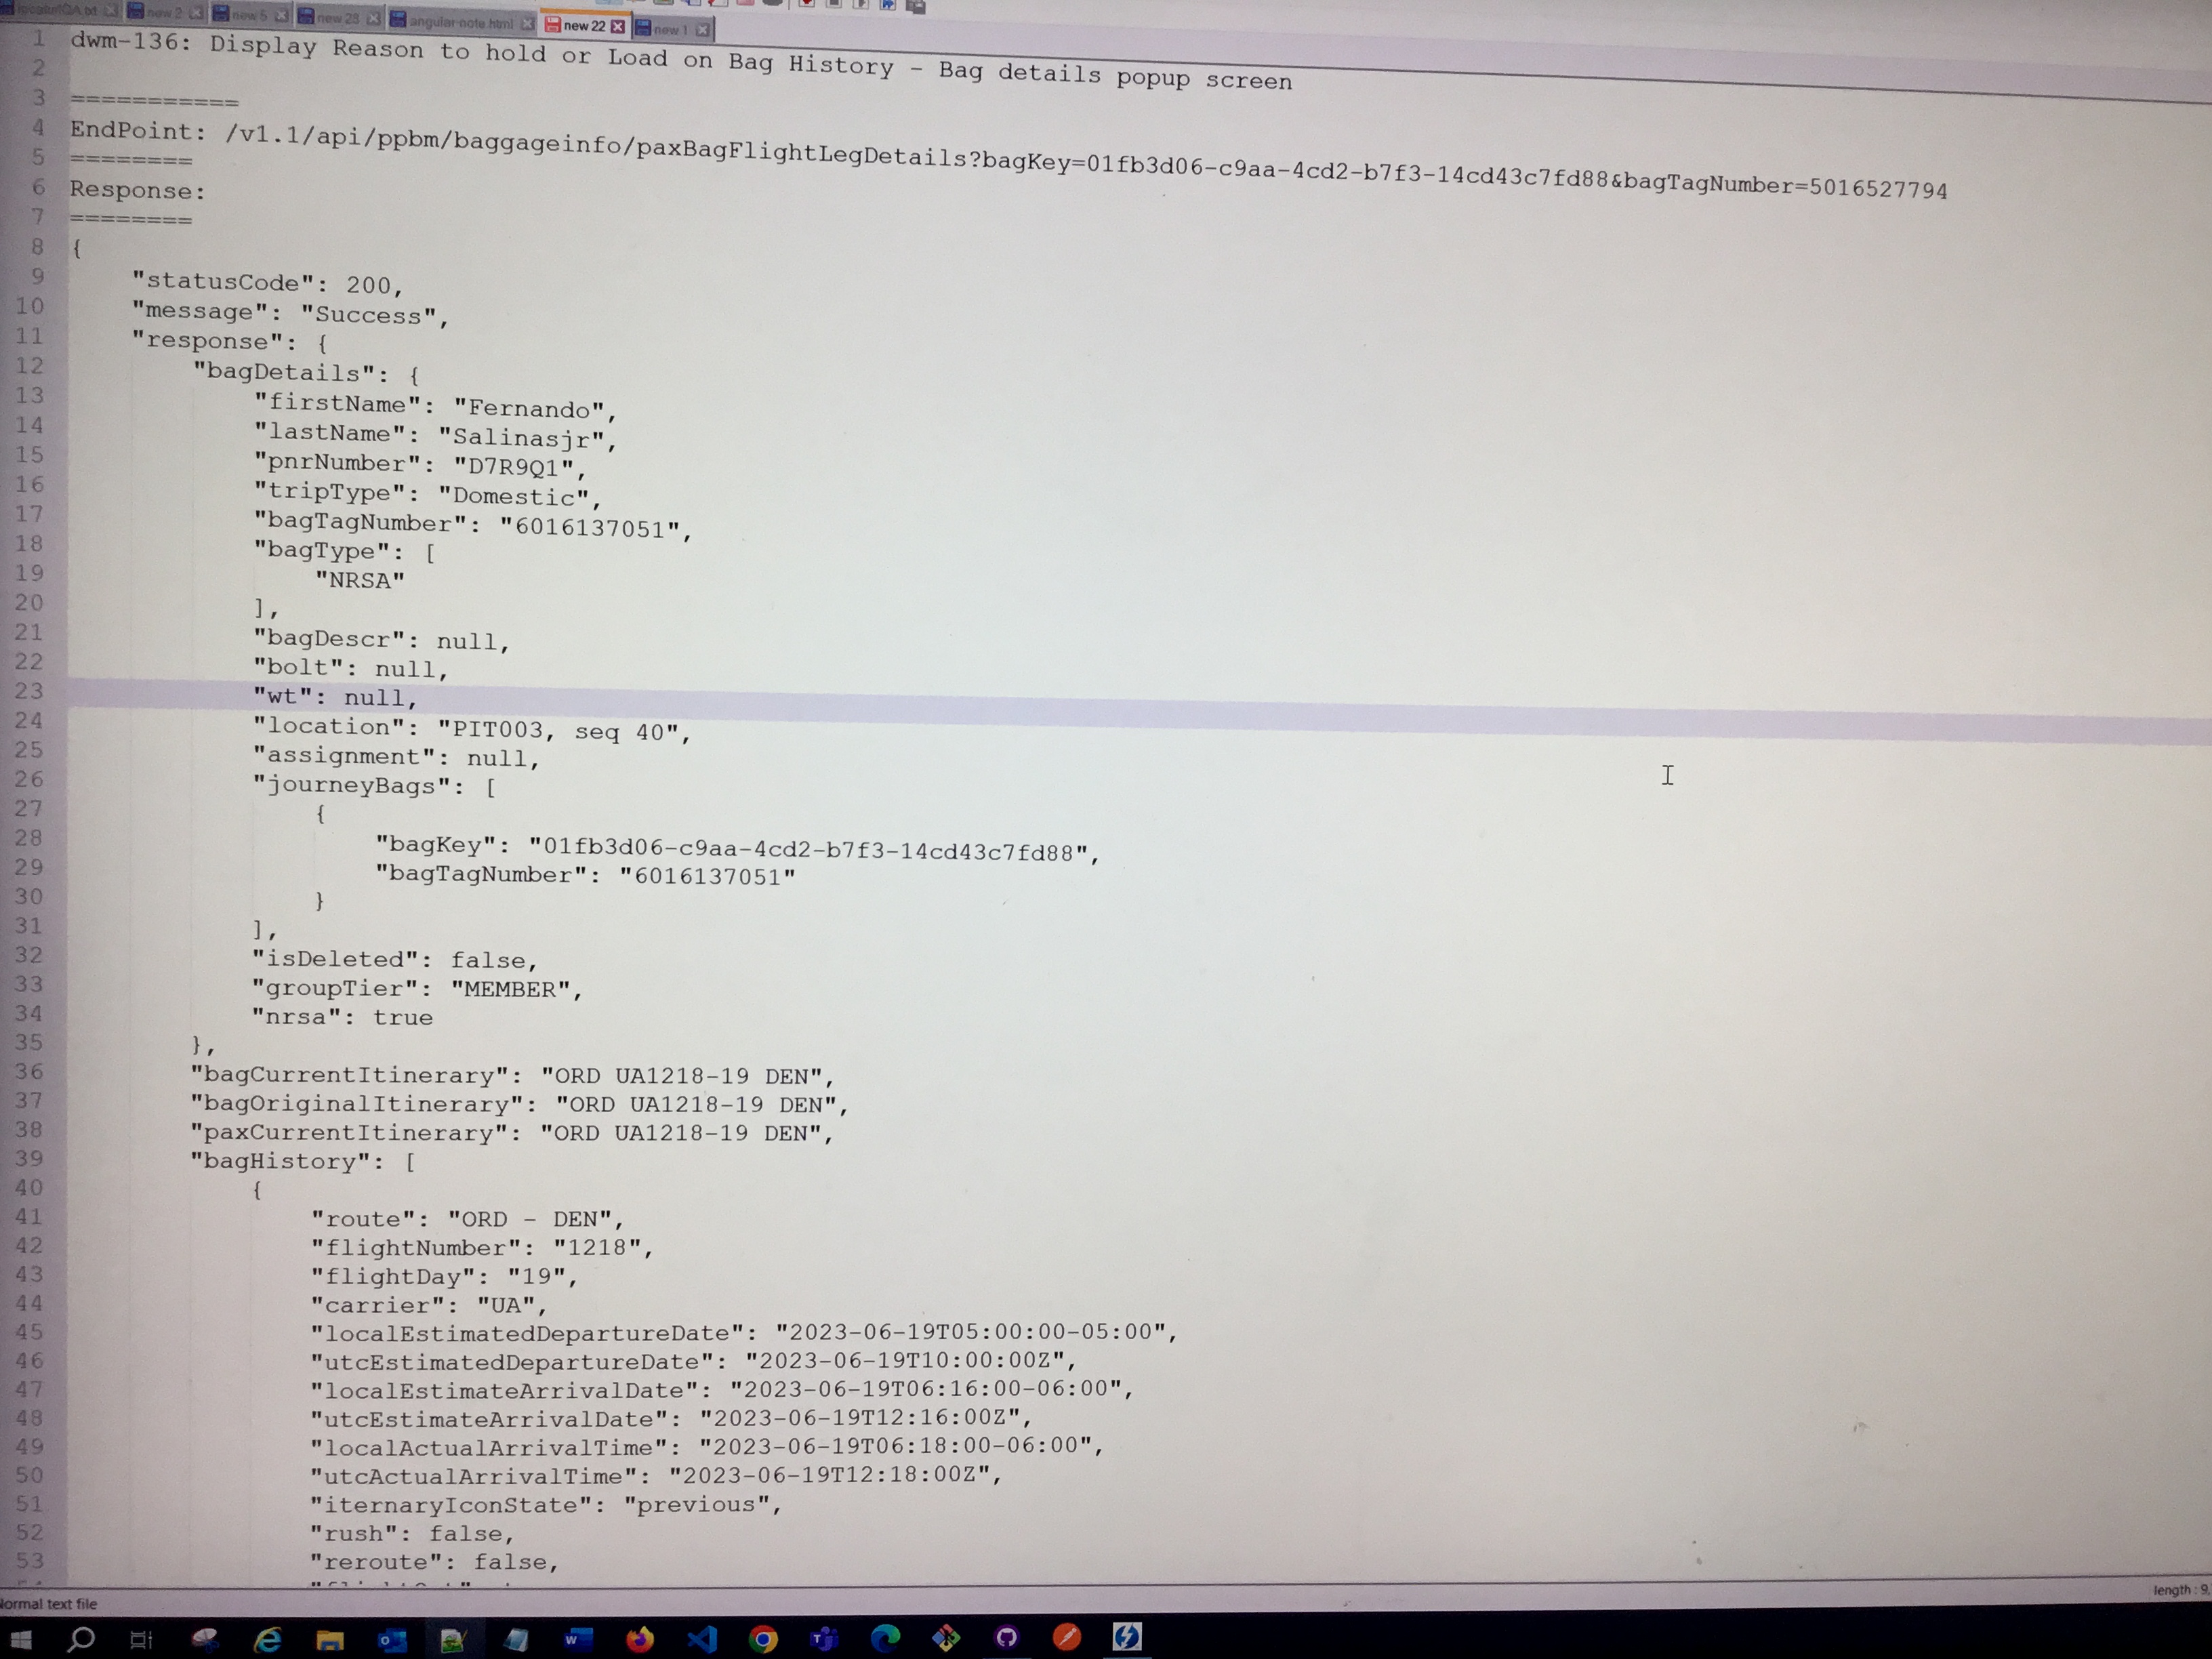 new 2
new 5
new 28
angular-note.html
new 22
new 1
1 dwm-136: Display Reason to hold or Load on Bag History - Bag details popup screen
2
3 ===========
4 EndPoint: /v1.1/api/ppbm/baggageinfo/paxBagFlightLegDetails?bagKey=01fb3d06-c9aa-4cd2-b7f3-14cd43c7fd88&bagTagNumber=5016527794
5 ========
6 Response:
7 ========
8 {
9 "statusCode": 200,
10 "message": "Success",
11 "response": {
12 "bagDetails": {
13 "firstName": "Fernando",
14 "lastName": "Salinasjr",
15 "pnrNumber": "D7R9Q1",
16 "tripType": "Domestic",
17 "bagTagNumber": "6016137051",
18 "bagType": [
19 "NRSA"
20 ],
21 "bagDescr": null,
22 "bolt": null,
23 "wt": null,
24 "location": "PIT003, seq 40",
25 "assignment": null,
26 "journeyBags": [
27 {
28 "bagKey": "01fb3d06-c9aa-4cd2-b7f3-14cd43c7fd88",
29 "bagTagNumber": "6016137051"
30 }
31 ],
32 "isDeleted": false,
33 "groupTier": "MEMBER",
34 "nrsa": true
35 },
36 "bagCurrentItinerary": "ORD UA1218-19 DEN",
37 "bagOriginalItinerary": "ORD UA1218-19 DEN",
38 "paxCurrentItinerary": "ORD UA1218-19 DEN",
39 "bagHistory": [
40 {
41 "route": "ORD - DEN",
42 "flightNumber": "1218",
43 "flightDay": "19",
44 "carrier": "UA",
45 "localEstimatedDepartureDate": "2023-06-19T05:00:00-05:00",
46 "utcEstimatedDepartureDate": "2023-06-19T10:00:00Z",
47 "localEstimateArrivalDate": "2023-06-19T06:16:00-06:00",
48 "utcEstimateArrivalDate": "2023-06-19T12:16:00Z",
49 "localActualArrivalTime": "2023-06-19T06:18:00-06:00",
50 "utcActualArrivalTime": "2023-06-19T12:18:00Z",
51 "iternaryIconState": "previous",
52 "rush": false,
53 "reroute": false,
Normal text file
length : 9,